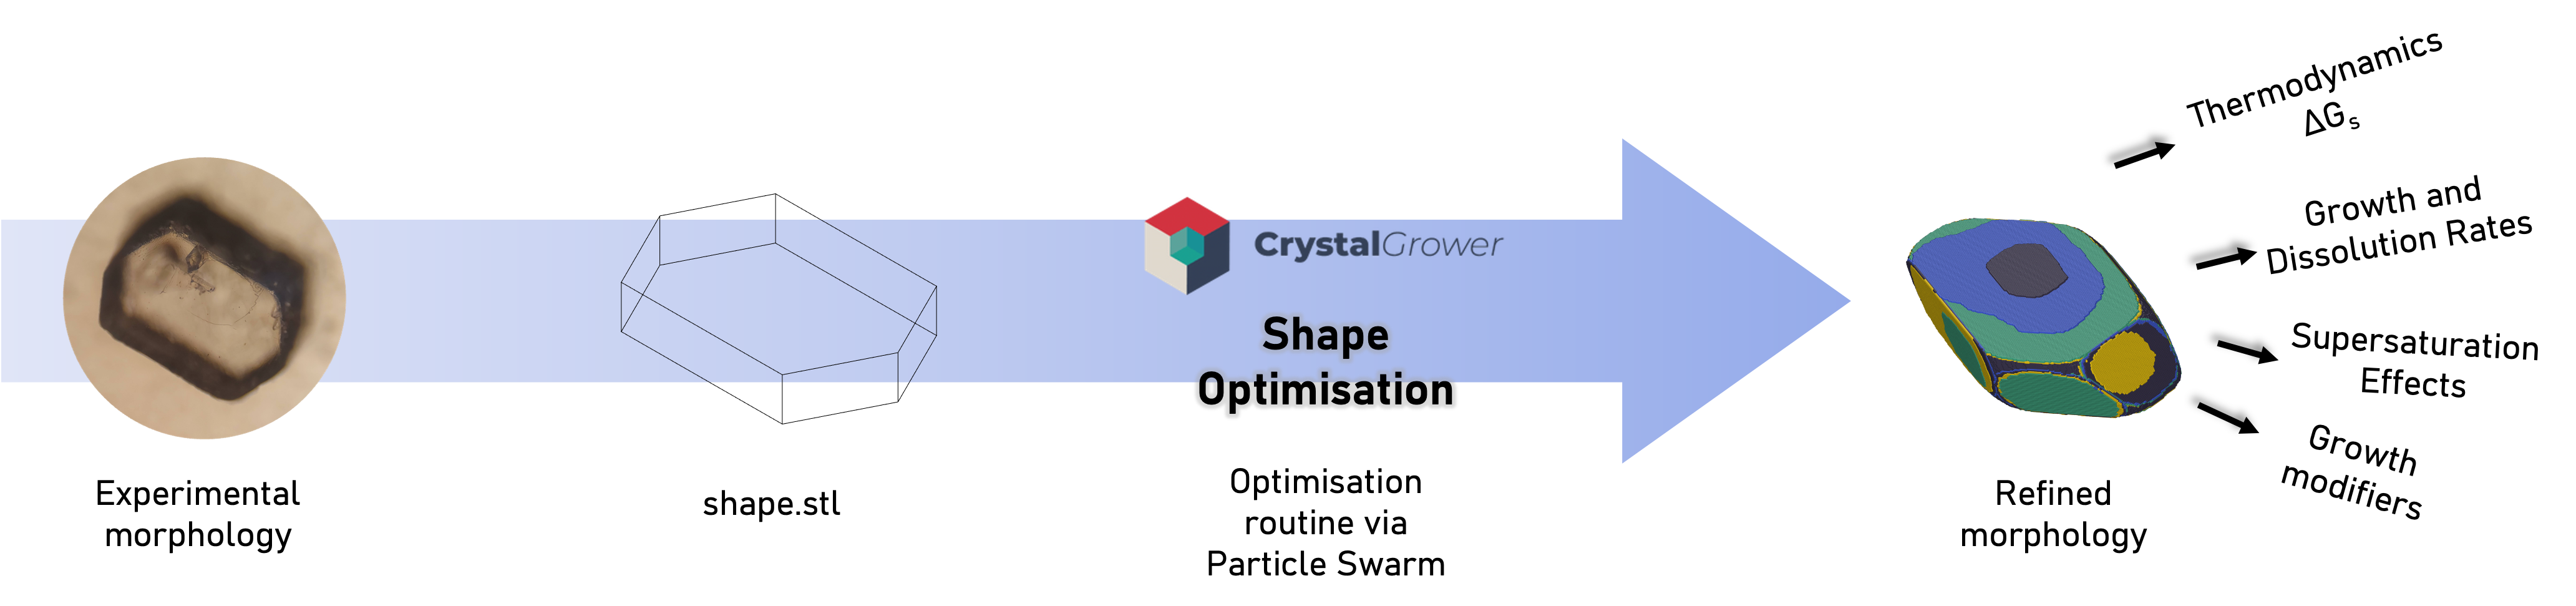 Experimental
morphology
shape.stl
CrystalGrower
Shape
Optimisation
Optimisation
routine via
Particle Swarm
Refined
morphology
Thermodynamics
ΔGs
Growth and
Dissolution Rates
Supersaturation
Effects
Growth
modifiers